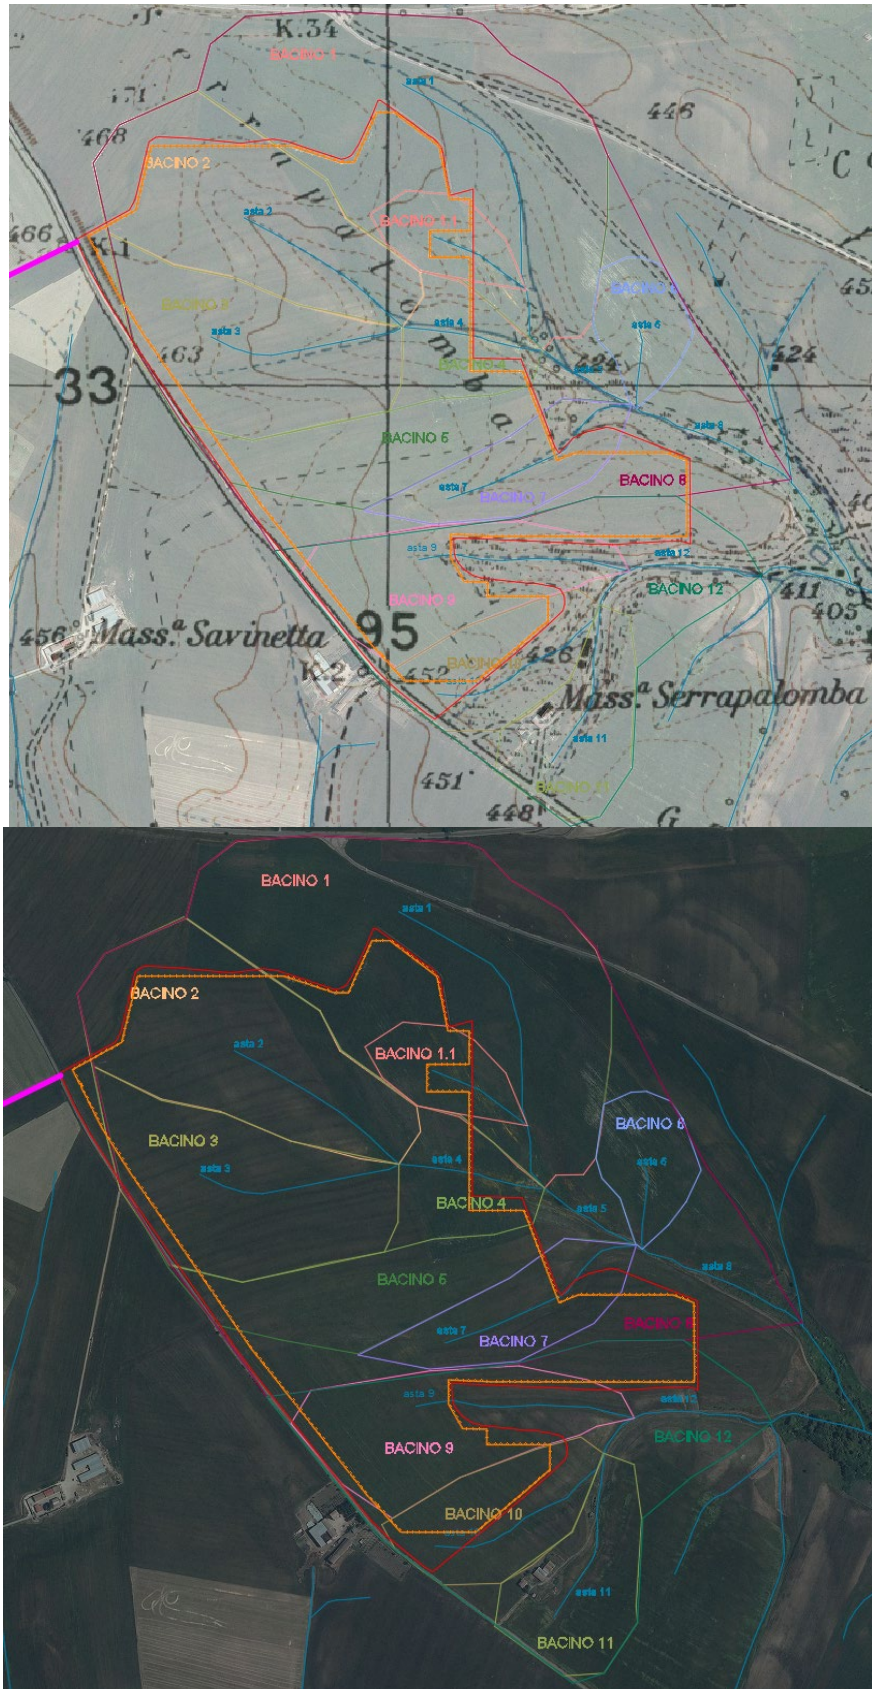 K.34
BACINO 1
asta 1
471
446
468
C
BACINO 2
asta 2
BACINO 1.1
466
K.1
BACINO 3
asta 3
asta 4
asta 6
463
424
424
33
BACINO 4
m
b
a
BACINO 5
asta 8
asta 7
BACINO 7
BACINO 8
asta 9
asta 12
BACINO 9
BACINO 12
411
405
456
Mass.ª Savinetta
95
426
K.2
452
Mass.ª Serrapalomba
asta 11
451
448
G
BACINO 1
asta 1
BACINO 2
asta 2
BACINO 1.1
BACINO 3
BACINO 6
asta 3
asta 4
asta 6
BACINO 4
asta 5
BACINO 5
asta 8
BACINO 7
asta 7
asta 9
asta 12
BACINO 9
BACINO 12
BACINO 10
asta 11
BACINO 11